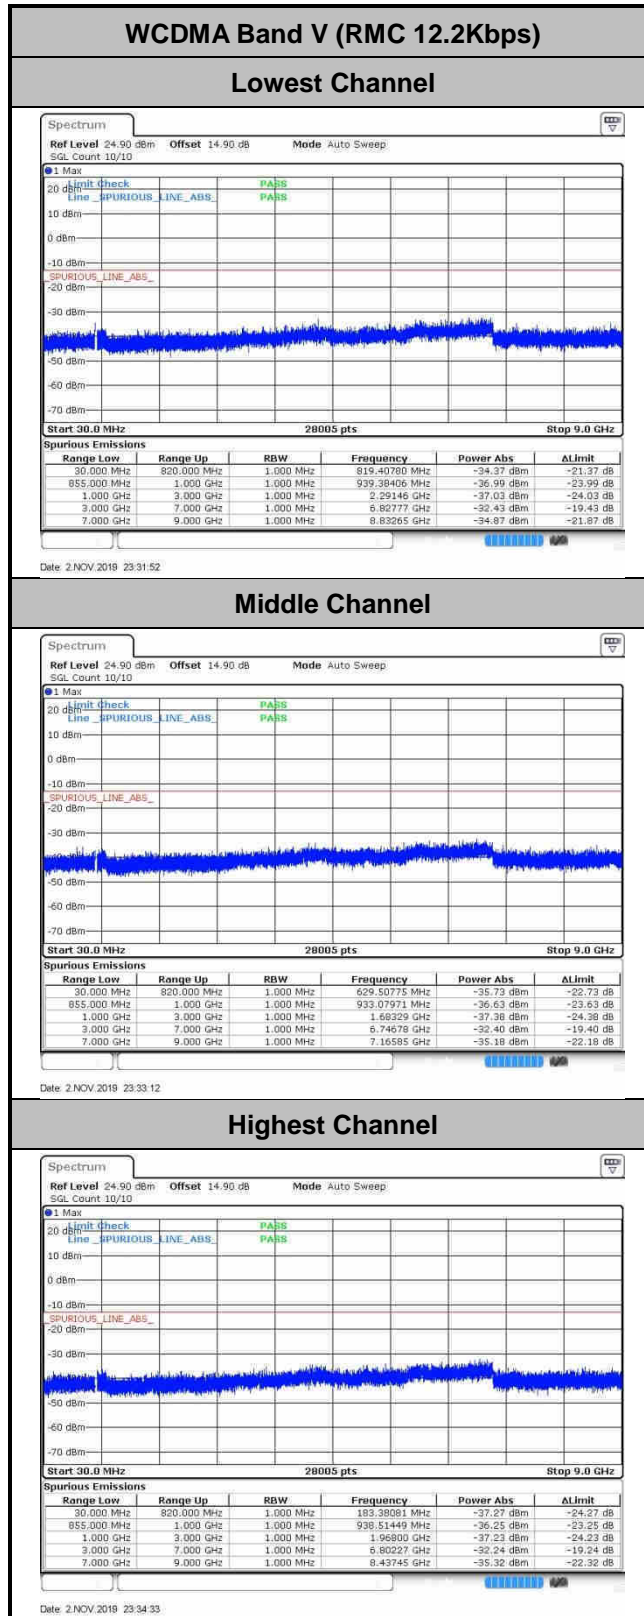 WCDMA Band V (RMC 12.2Kbps)
Lowest Channel
Spectrum
Ref Level 24.90 dBm Offset 14.90 dB Mode Auto Sweep
SGL Count 10/10
1 Max
20 dBm Limit Check PASS
Line _SPURIOUS_LINE_ABS_ PASS
10 dBm
0 dBm
-10 dBm
_SPURIOUS_LINE_ABS_
-20 dBm
-30 dBm
-50 dBm
-60 dBm
-70 dBm
Start 30.0 MHz 28005 pts Stop 9.0 GHz
Spurious Emissions
Range Low Range Up RBW Frequency Power Abs ΔLimit
30.000 MHz 820.000 MHz 1.000 MHz 819.40780 MHz -34.37 dBm -21.37 dB
855.000 MHz 1.000 GHz 1.000 MHz 939.38406 MHz -36.99 dBm -23.99 dB
1.000 GHz 3.000 GHz 1.000 MHz 2.29146 GHz -37.03 dBm -24.03 dB
3.000 GHz 7.000 GHz 1.000 MHz 6.82777 GHz -32.43 dBm -19.43 dB
7.000 GHz 9.000 GHz 1.000 MHz 8.83265 GHz -34.87 dBm -21.87 dB
Date: 2.NOV.2019 23:31:52
Middle Channel
Spectrum
Ref Level 24.90 dBm Offset 14.90 dB Mode Auto Sweep
SGL Count 10/10
1 Max
20 dBm Limit Check PASS
Line _SPURIOUS_LINE_ABS_ PASS
10 dBm
0 dBm
-10 dBm
_SPURIOUS_LINE_ABS_
-20 dBm
-30 dBm
-50 dBm
-60 dBm
-70 dBm
Start 30.0 MHz 28005 pts Stop 9.0 GHz
Spurious Emissions
Range Low Range Up RBW Frequency Power Abs ΔLimit
30.000 MHz 820.000 MHz 1.000 MHz 629.50775 MHz -35.73 dBm -22.73 dB
855.000 MHz 1.000 GHz 1.000 MHz 933.07971 MHz -36.63 dBm -23.63 dB
1.000 GHz 3.000 GHz 1.000 MHz 1.68329 GHz -37.38 dBm -24.38 dB
3.000 GHz 7.000 GHz 1.000 MHz 6.74678 GHz -32.40 dBm -19.40 dB
7.000 GHz 9.000 GHz 1.000 MHz 7.16585 GHz -35.18 dBm -22.18 dB
Date: 2.NOV.2019 23:33:12
Highest Channel
Spectrum
Ref Level 24.90 dBm Offset 14.90 dB Mode Auto Sweep
SGL Count 10/10
1 Max
20 dBm Limit Check PASS
Line _SPURIOUS_LINE_ABS_ PASS
10 dBm
0 dBm
-10 dBm
_SPURIOUS_LINE_ABS_
-20 dBm
-30 dBm
-50 dBm
-60 dBm
-70 dBm
Start 30.0 MHz 28005 pts Stop 9.0 GHz
Spurious Emissions
Range Low Range Up RBW Frequency Power Abs ΔLimit
30.000 MHz 820.000 MHz 1.000 MHz 183.38081 MHz -37.27 dBm -24.27 dB
855.000 MHz 1.000 GHz 1.000 MHz 938.51449 MHz -36.25 dBm -23.25 dB
1.000 GHz 3.000 GHz 1.000 MHz 1.96800 GHz -37.23 dBm -24.23 dB
3.000 GHz 7.000 GHz 1.000 MHz 6.80227 GHz -32.24 dBm -19.24 dB
7.000 GHz 9.000 GHz 1.000 MHz 8.43745 GHz -35.32 dBm -22.32 dB
Date: 2.NOV.2019 23:34:33